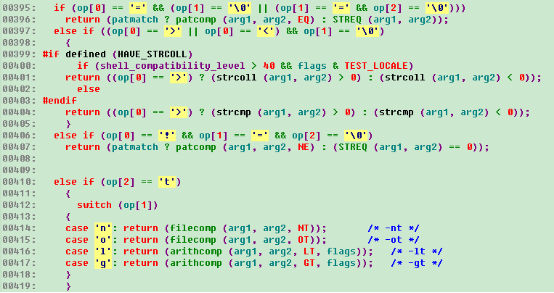 00395: if (op[0] == '=' && (op[1] == '\0' || (op[1] == '=' && op[2] == '\0')))
00396: return (patmatch ? patcomp (arg1, arg2, EQ) : STREQ (arg1, arg2));
00397: else if ((op[0] == '>' || op[0] == '<') && op[1] == '\0')
00398: {
00399: #if defined (HAVE_STRCOLL)
00400: if (shell_compatibility_level > 40 && flags & TEST_LOCALE)
00401: return ((op[0] == '>') ? (strcoll (arg1, arg2) > 0) : (strcoll (arg1, arg2) < 0));
00402: else
00403: #endif
00404: return ((op[0] == '>') ? (strcmp (arg1, arg2) > 0) : (strcmp (arg1, arg2) < 0));
00405: }
00406: else if (op[0] == '!' && op[1] == '=' && op[2] == '\0')
00407: return (patmatch ? patcomp (arg1, arg2, NE) : (STREQ (arg1, arg2) == 0));
00408:
00409:
00410: else if (op[2] == 't')
00411: {
00412: switch (op[1])
00413: {
00414: case 'n': return (filecomp (arg1, arg2, NT)); /* -nt */
00415: case 'o': return (filecomp (arg1, arg2, OT)); /* -ot */
00416: case 'l': return (arithcomp (arg1, arg2, LT, flags)); /* -lt */
00417: case 'g': return (arithcomp (arg1, arg2, GT, flags)); /* -gt */
00418: }
00419: }